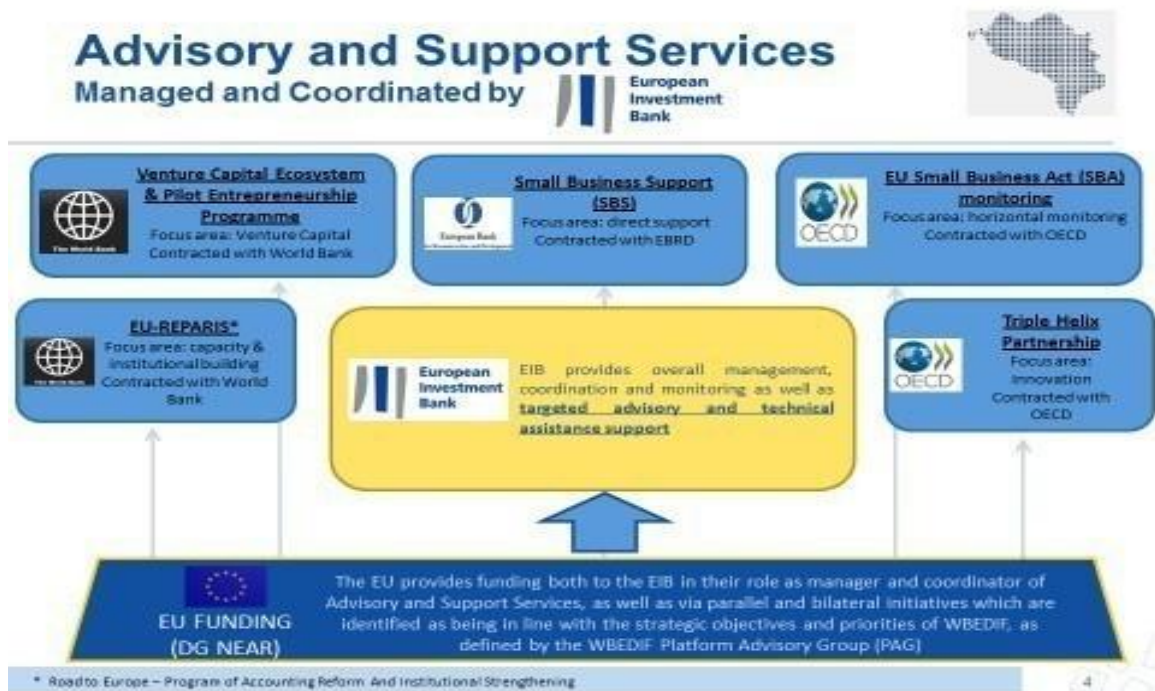 Advisory and Support Services
Managed and Coordinated by
European
Investment
Bank
Venture Capital Ecosystem
& Pilot Entrepreneurship
Programme
Focus area: Venture Capital
Contracted with World Bank
The World Bank
Small Business Support
(SBS)
Focus area: direct support
Contracted with EBRD
European Bank
EU Small Business Act (SBA)
monitoring
Focus area: horizontal monitoring
Contracted with OECD
OECD
EU-REPARIS*
Focus area: capacity &
institutional building
Contracted with World
Bank
The World Bank
European
Investment
Bank
EIB provides overall management,
coordination and monitoring as well as
targeted advisory and technical
assistance support
Triple Helix
Partnership
Focus area:
Innovation
Contracted with
OECD
OECD
EU FUNDING
(DG NEAR)
The EU provides funding both to the EIB in their role as manager and coordinator of
Advisory and Support Services, as well as via parallel and bilateral initiatives which are
identified as being in line with the strategic objectives and priorities of WBEDIF, as
defined by the WBEDIF Platform Advisory Group (PAG)
* Road to Europe – Program of Accounting Reform And Institutional Strengthening
4